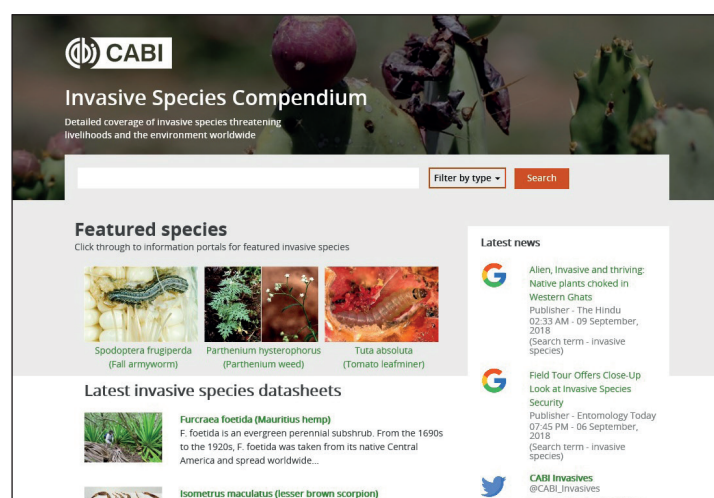 CABI
Invasive Species Compendium
Detailed coverage of invasive species threatening
livelihoods and the environment worldwide
Filter by type
Search
Featured species
Click through to information portals for featured invasive species
Spodoptera frugiperda
(Fall armyworm)
Parthenium hysterophorus
(Parthenium weed)
Tuta absoluta
(Tomato leafminer)
Latest invasive species datasheets
Furcraea foetida (Mauritius hemp)
F. foetida is an evergreen perennial subshrub. From the 1690s
to the 1920s, F. foetida was taken from its native Central
America and spread worldwide...
Isometrus maculatus (lesser brown scorpion)
Latest news
Alien, Invasive and thriving:
Native plants choked in
Western Ghats
Publisher - The Hindu
02:33 AM - 09 September,
2018
(Search term - invasive
species)
Field Tour Offers Close-Up
Look at Invasive Species
Security
Publisher - Entomology Today
07:45 PM - 06 September,
2018
(Search term - invasive
species)
CABI Invasives
@CABI_Invasives